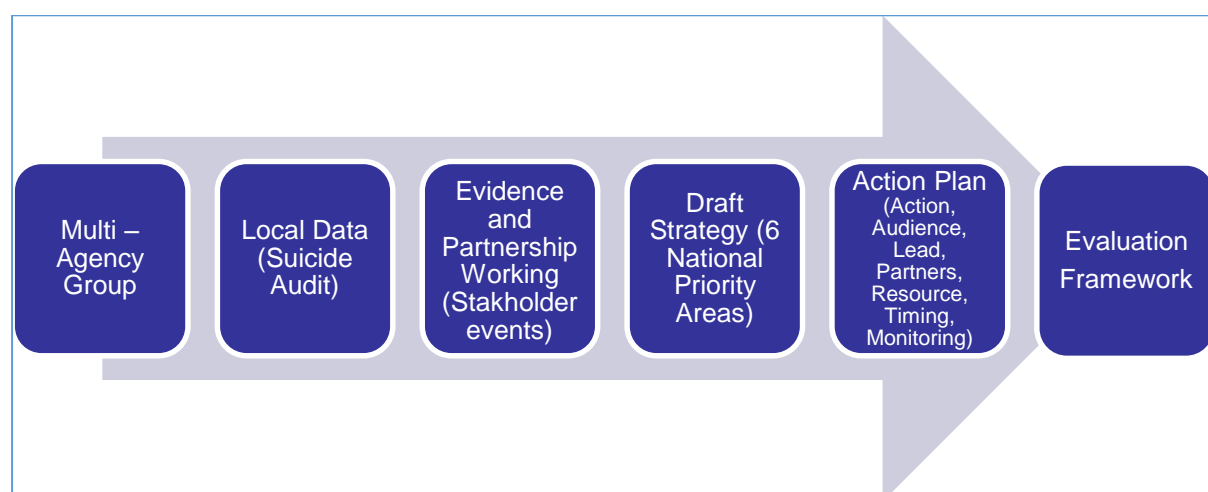 Multi –
Agency
Group
Local Data
(Suicide
Audit)
Evidence
and
Partnership
Working
(Stakholder
events)
Draft
Strategy (6
National
Priority
Areas)
Action Plan
(Action,
Audience,
Lead,
Partners,
Resource,
Timing,
Monitoring)
Evaluation
Framework